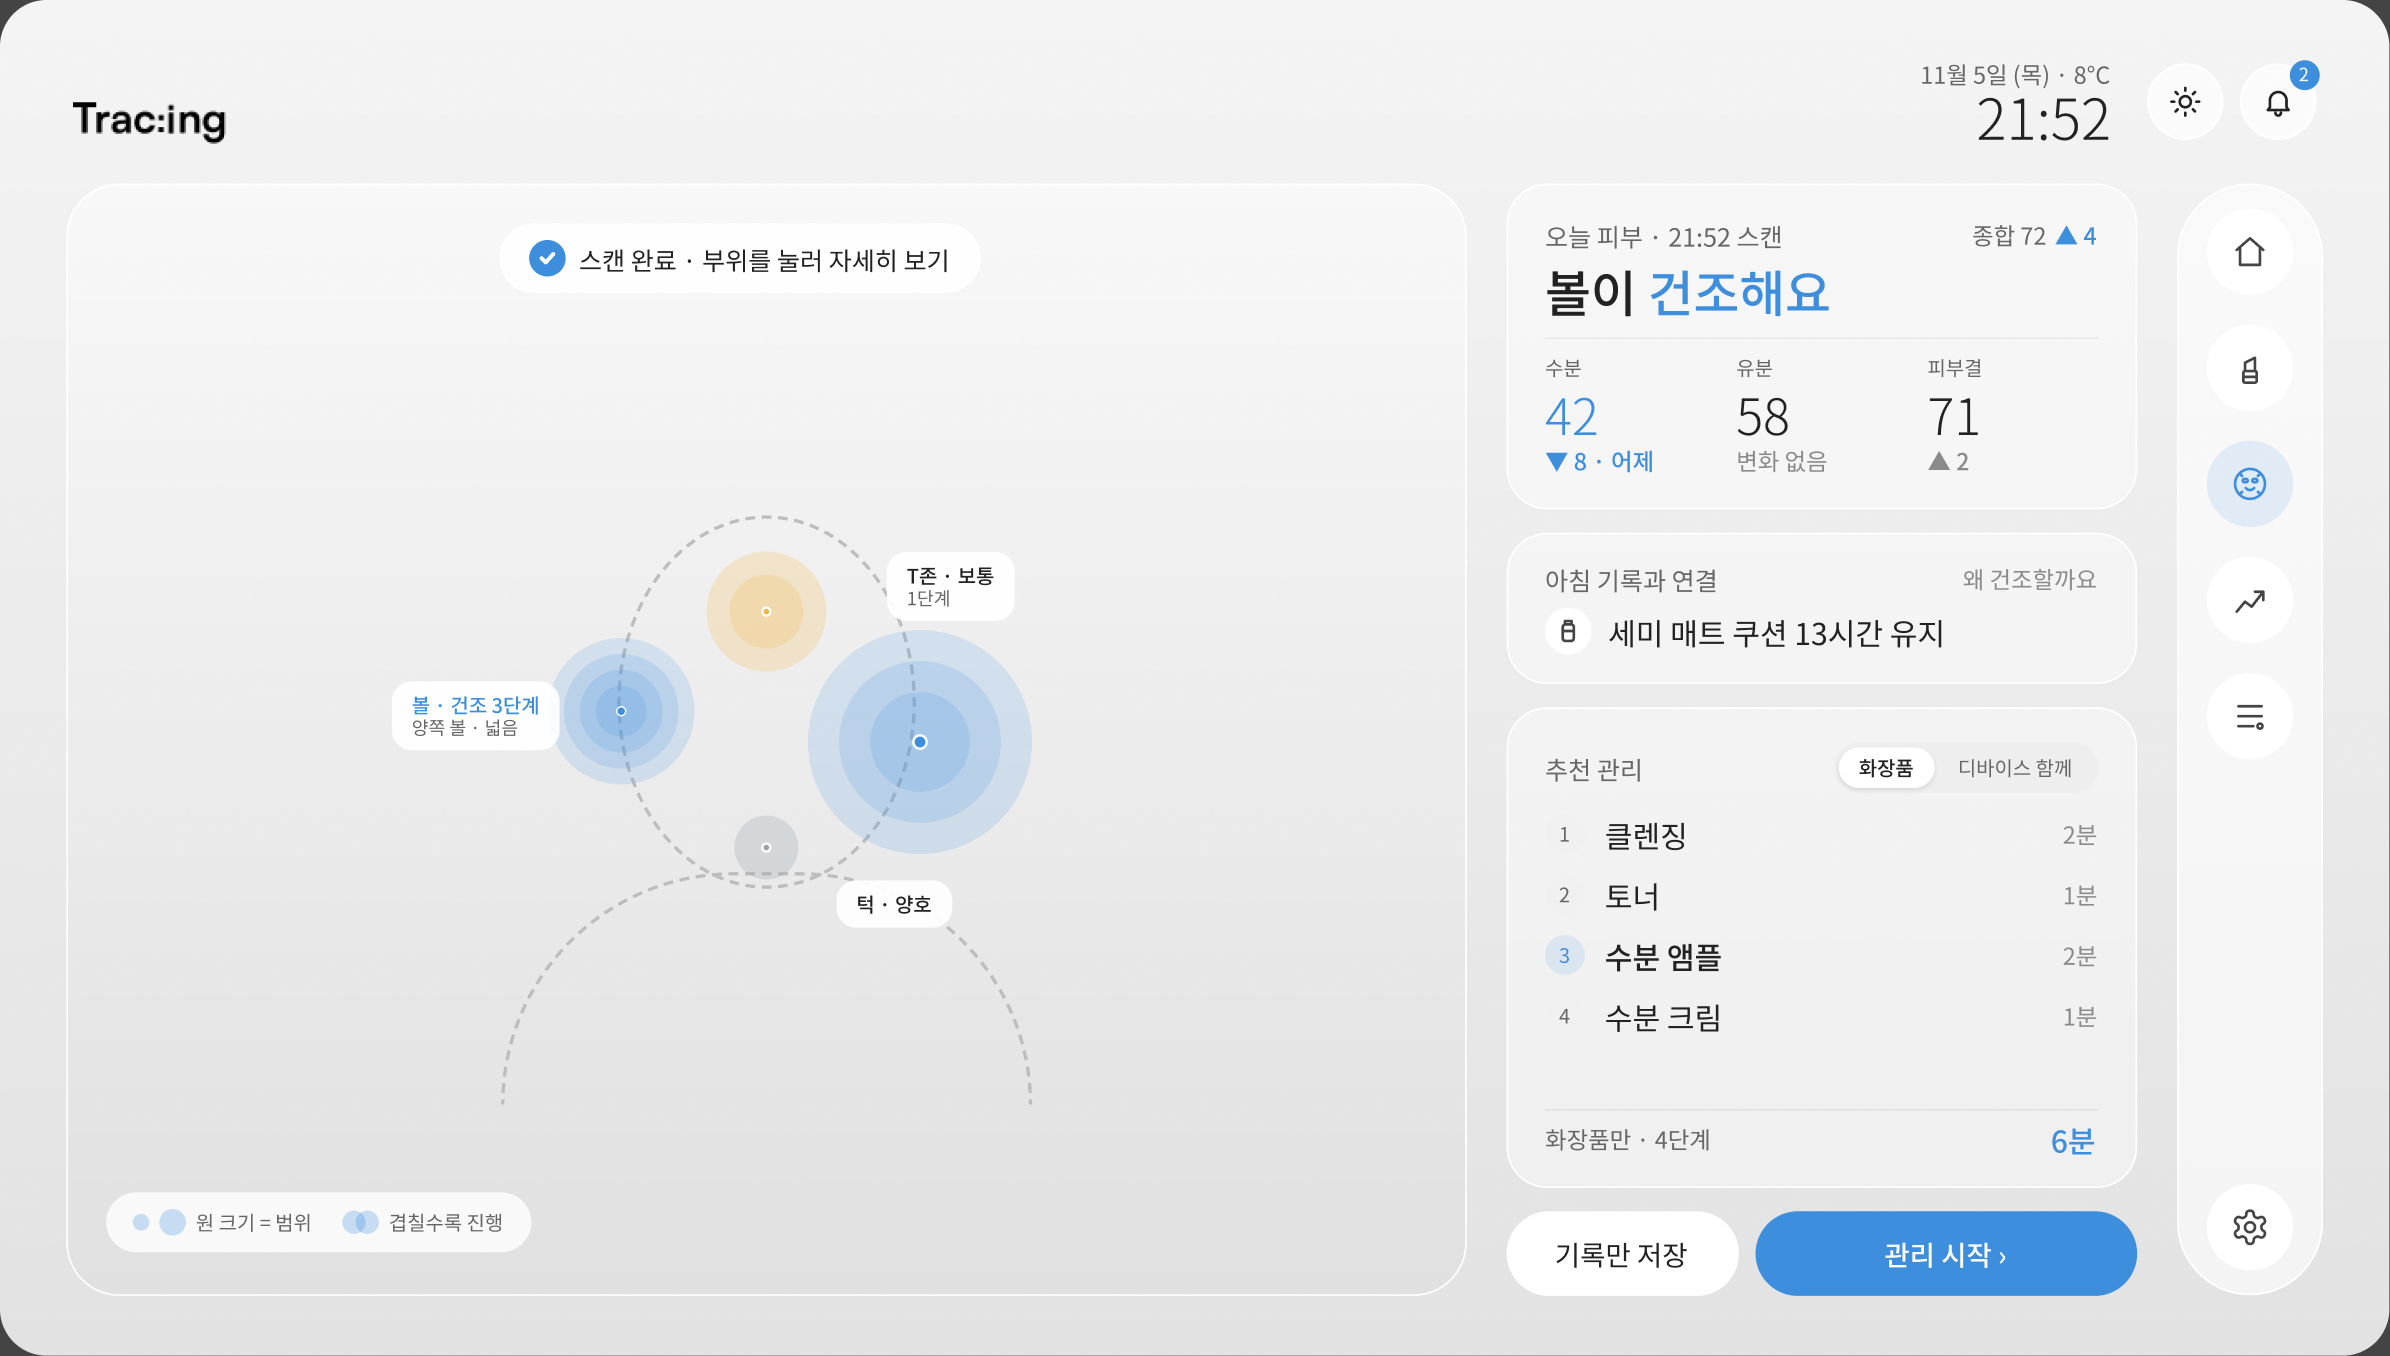 Trac:ing
11월 5일 (목) · 8°C
21:52
2
스캔 완료 · 부위를 눌러 자세히 보기
T존 · 보통
1단계
볼 · 건조 3단계
양쪽 볼 · 넓음
턱 · 양호
원 크기 = 범위
겹칠수록 진행
오늘 피부 · 21:52 스캔
종합 72 ▲ 4
볼이 건조해요
수분
42
▼ 8 · 어제
유분
58
변화 없음
피부결
71
▲ 2
아침 기록과 연결
왜 건조할까요
세미 매트 쿠션 13시간 유지
추천 관리
화장품
디바이스 함께
1 클렌징 2분
2 토너 1분
3 수분 앰플 2분
4 수분 크림 1분
화장품만 · 4단계
6분
기록만 저장
관리 시작 ›